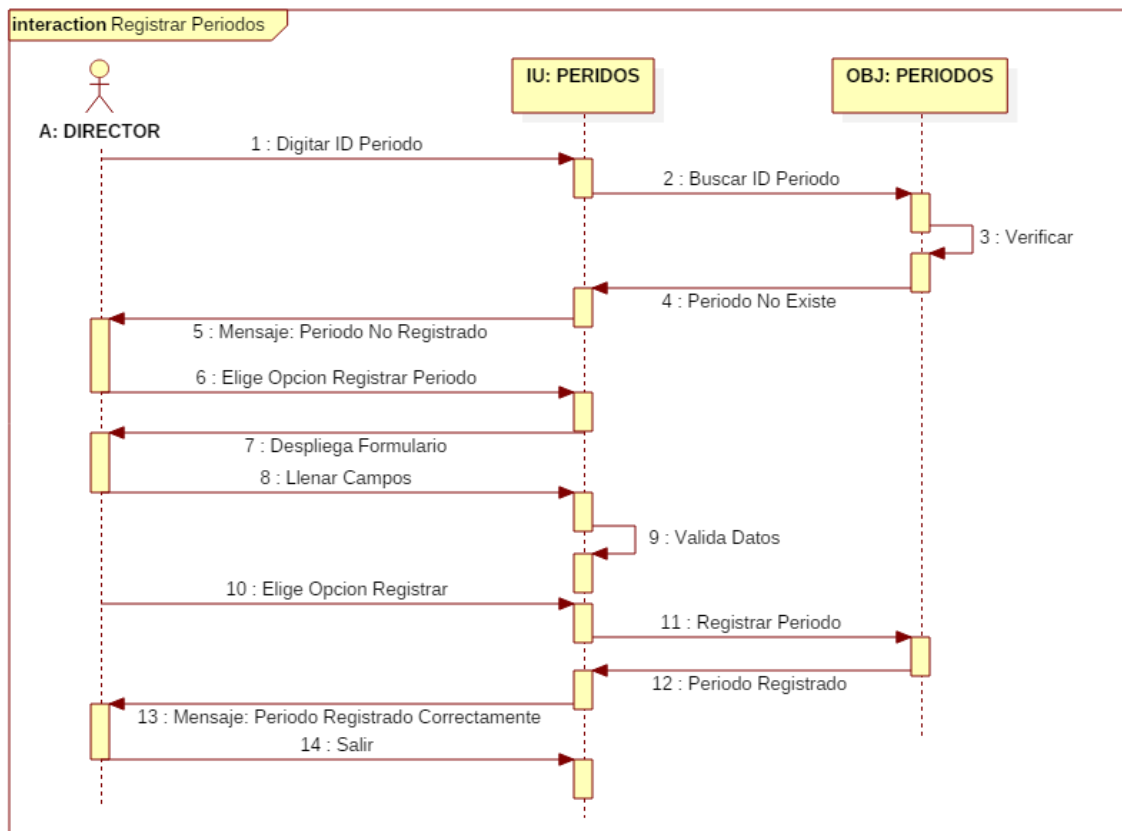 interaction Registrar Periodos
IU: PERIDOS
OBJ: PERIODOS
A: DIRECTOR
1 : Digitar ID Periodo
2 : Buscar ID Periodo
3 : Verificar
4 : Periodo No Existe
5 : Mensaje: Periodo No Registrado
6 : Elige Opcion Registrar Periodo
7 : Despliega Formulario
8 : Llenar Campos
9 : Valida Datos
10 : Elige Opcion Registrar
11 : Registrar Periodo
12 : Periodo Registrado
13 : Mensaje: Periodo Registrado Correctamente
14 : Salir